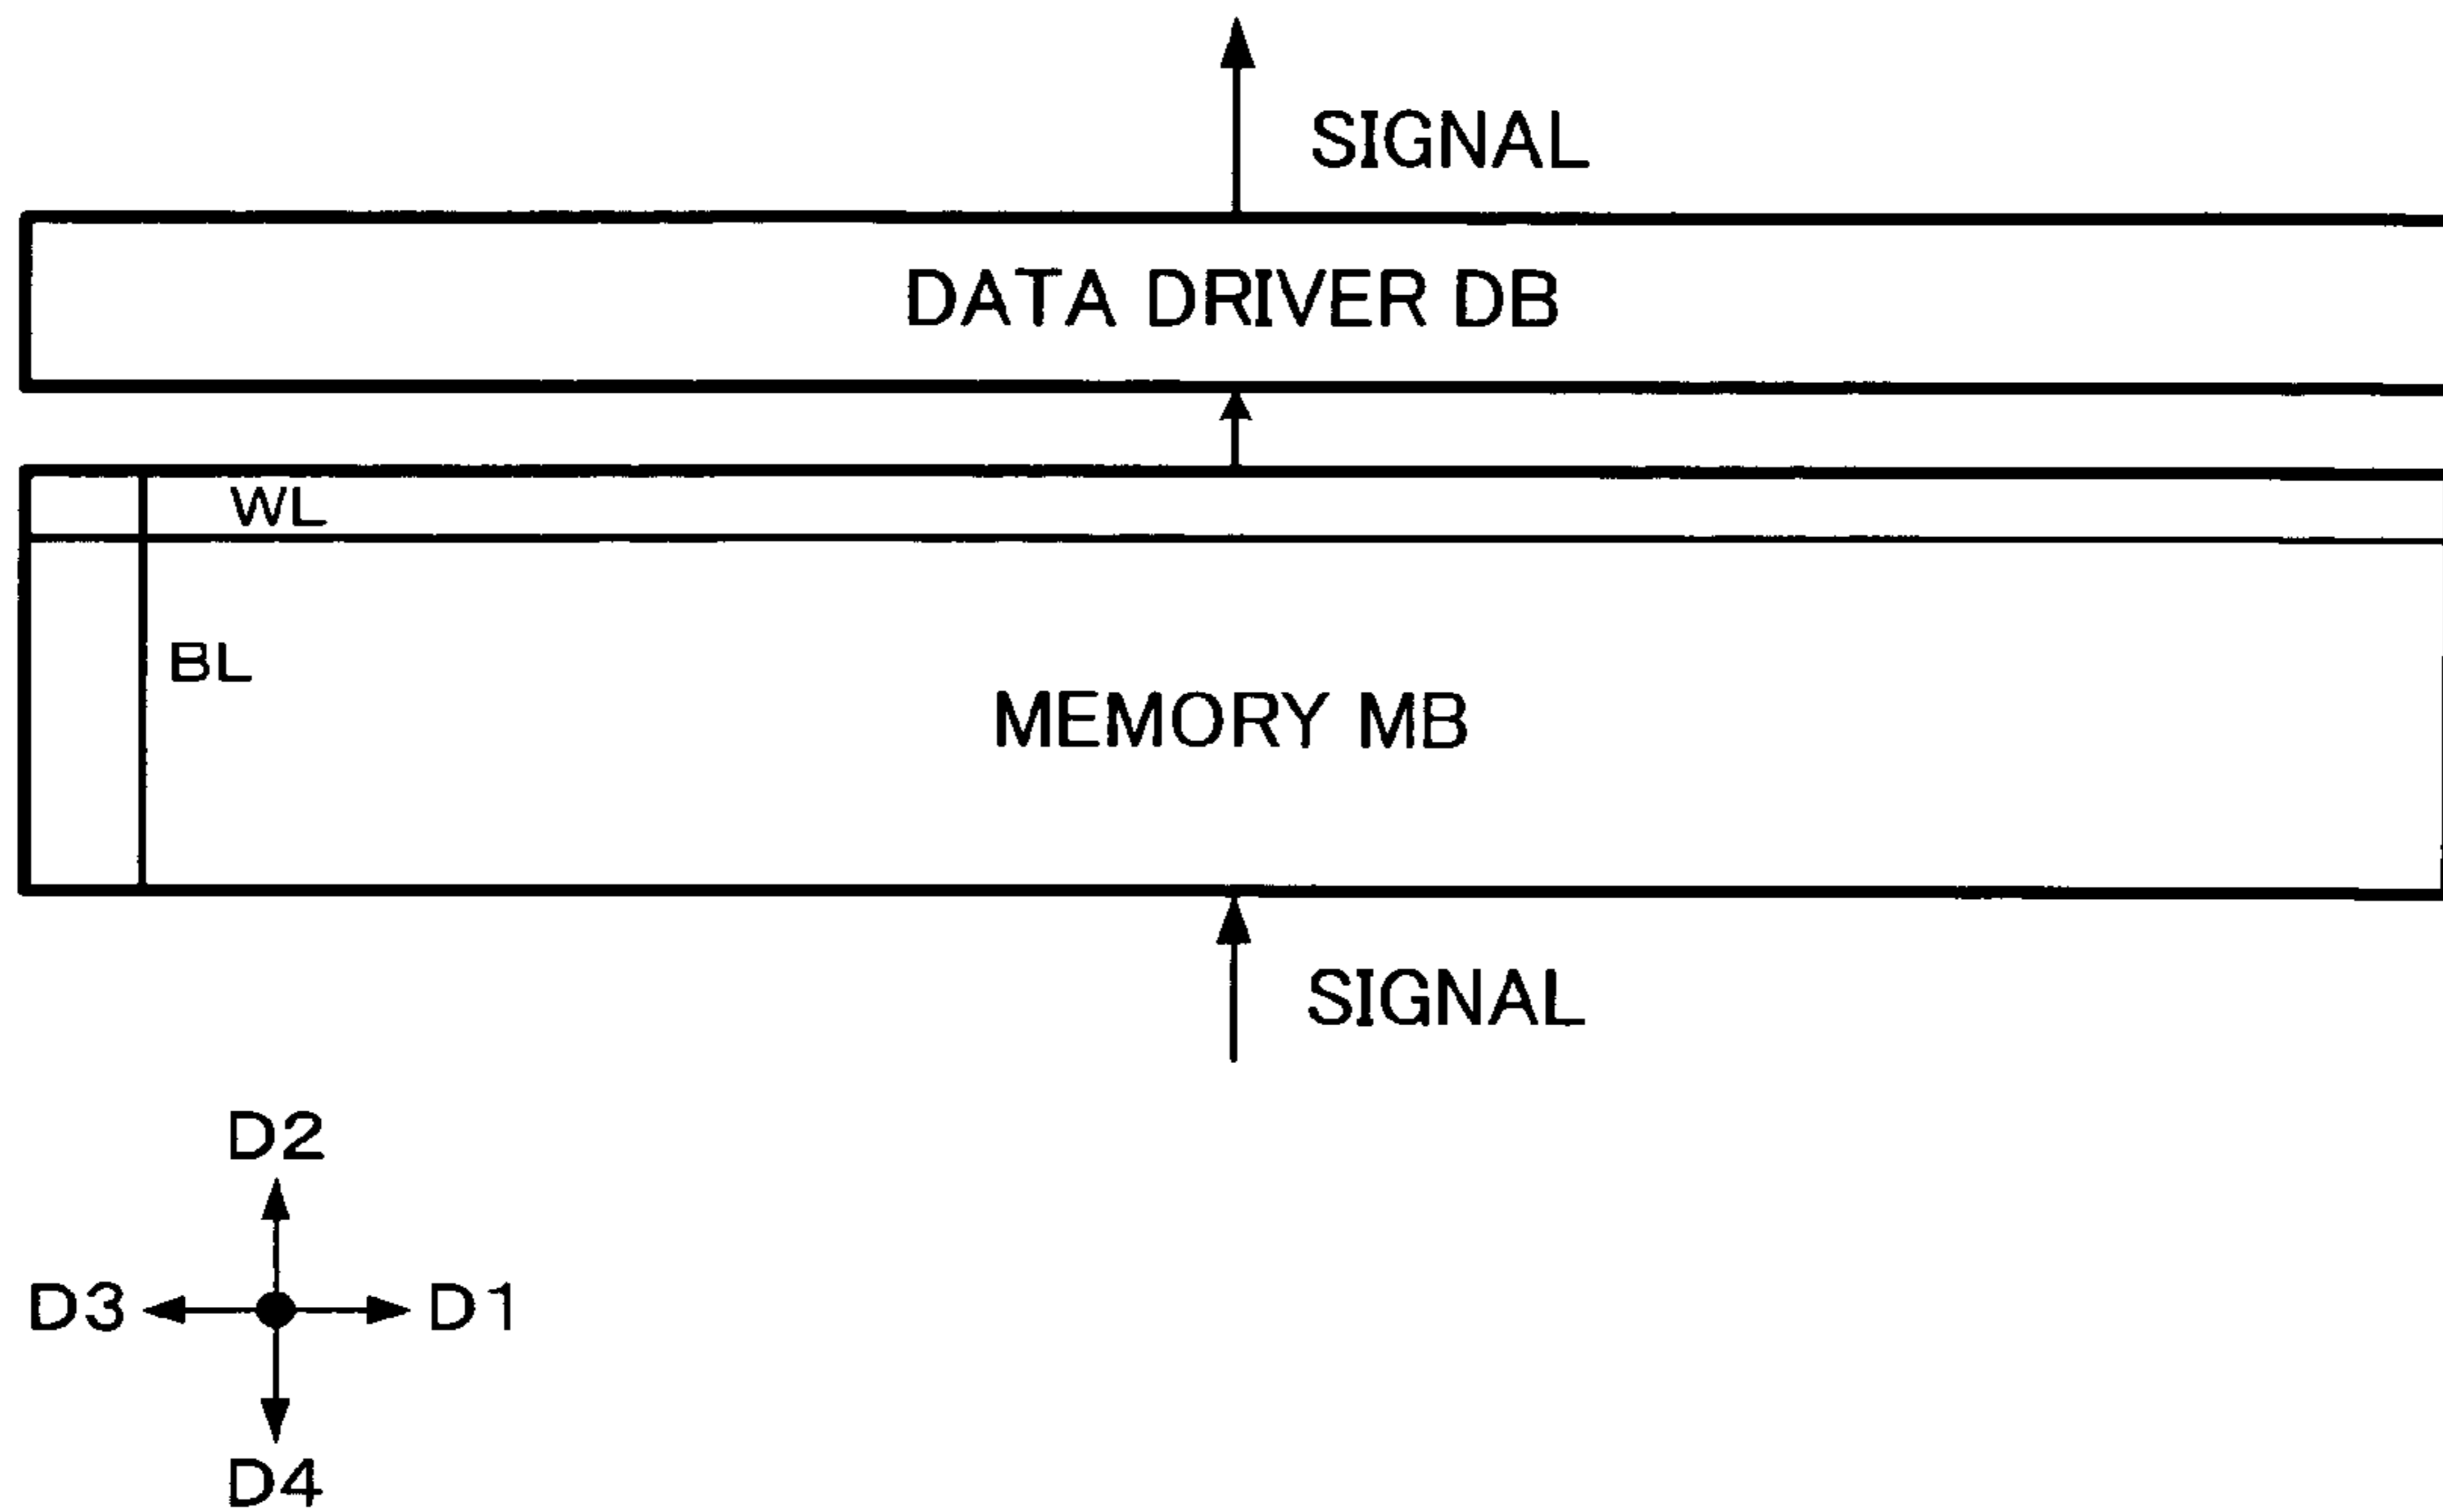 SIGNAL
DATA DRIVER DB
WL
BL
MEMORY MB
SIGNAL
D2
D3 D1
D4